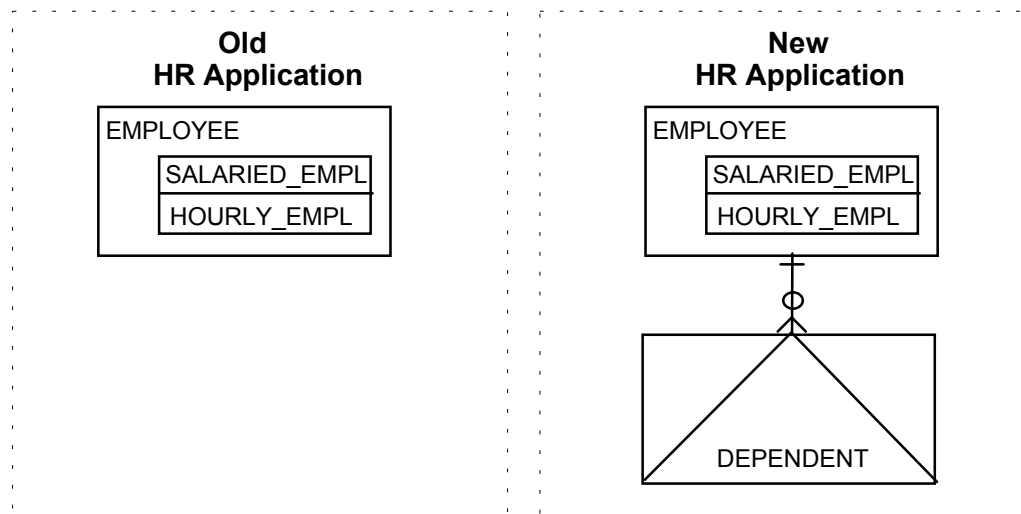 Old
HR Application
EMPLOYEE
SALARIED_EMPL
HOURLY_EMPL
New
HR Application
EMPLOYEE
SALARIED_EMPL
HOURLY_EMPL
DEPENDENT